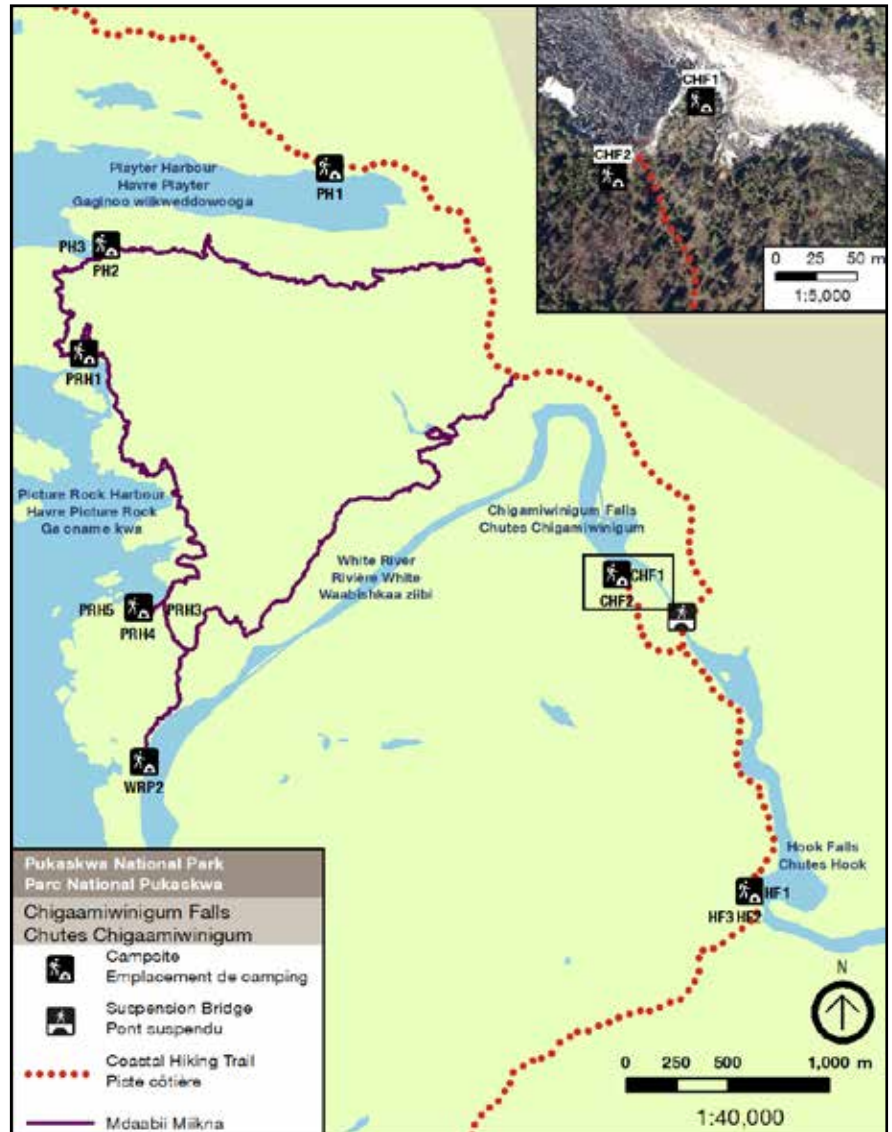 Playter Harbour
Havre Playter
Gaginoo wiikweddowooga
PH1
PH3
PH2
PRH1
Picture Rock Harbour
Havre Picture Rock
Ga oname kwa
PRH5
PRH3
PRH4
WRP2
White River
Rivière White
Waabishkaa ziibi
Chigamiwinigum Falls
Chutes Chigamiwinigum
CHF1
CHF2
Hook Falls
Chutes Hook
HF1
HF3 HF2
CHF1
CHF2
0 25 50 m
1:5,000
Pukaskwa National Park
Parc National Pukaskwa
Chigaamiwinigum Falls
Chutes Chigaamiwinigum
Campsite
Emplacement de camping
Suspension Bridge
Pont suspendu
Coastal Hiking Trail
Piste côtière
Mdaabii Miikna
N
0 250 500 1,000 m
1:40,000